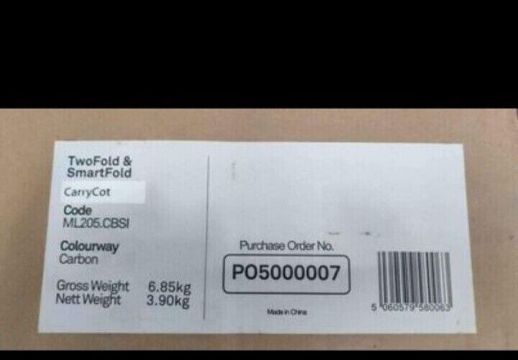 TwoFold &
SmartFold
CarryCot
Code
ML205.CBSI
Colourway
Carbon
Gross Weight 6.85kg
Nett Weight 3.90kg
Purchase Order No.
PO5000007
Made in China
5 060579 580063